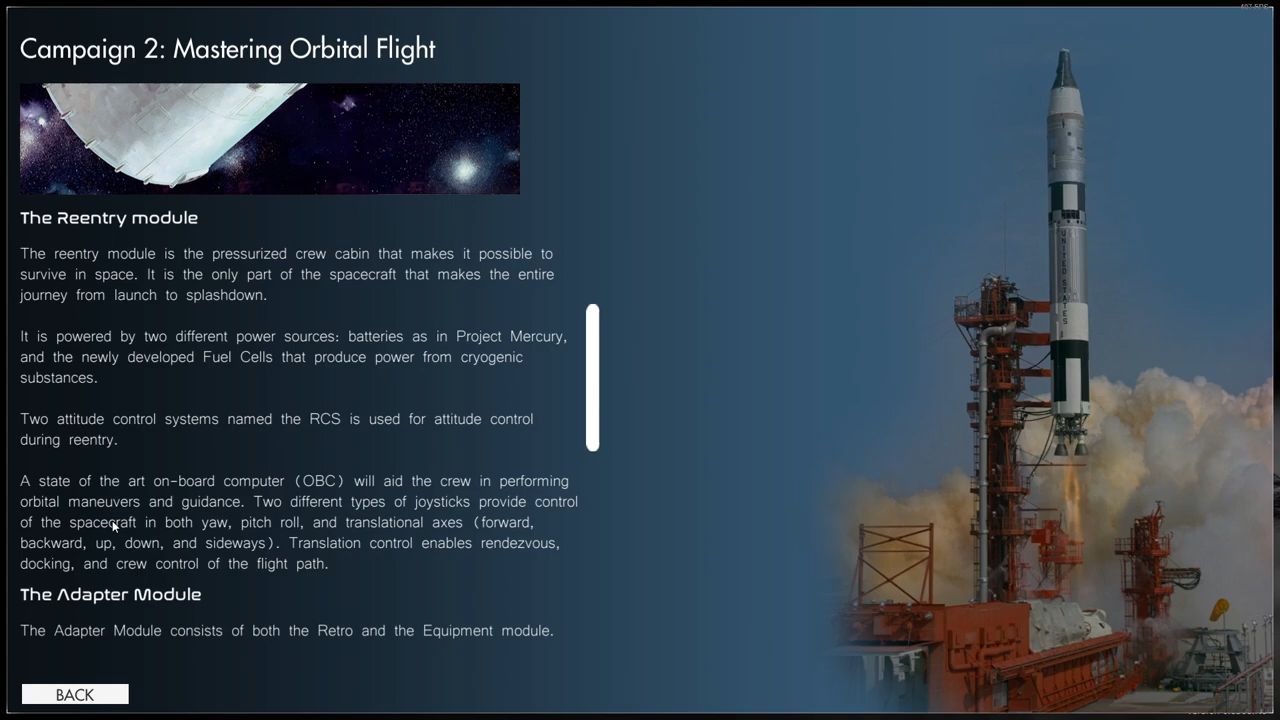 Campaign 2: Mastering Orbital Flight
The Reentry module
The reentry module is the pressurized crew cabin that makes it possible to
survive in space. It is the only part of the spacecraft that makes the entire
journey from launch to splashdown.
It is powered by two different power sources: batteries as in Project Mercury,
and the newly developed Fuel Cells that produce power from cryogenic
substances.
Two attitude control systems named the RCS is used for attitude control
during reentry.
A state of the art on-board computer (OBC) will aid the crew in performing
orbital maneuvers and guidance. Two different types of joysticks provide control
of the spacecraft in both yaw, pitch roll, and translational axes (forward,
backward, up, down, and sideways). Translation control enables rendezvous,
docking, and crew control of the flight path.
The Adapter Module
The Adapter Module consists of both the Retro and the Equipment module.
BACK
UNITED STATES